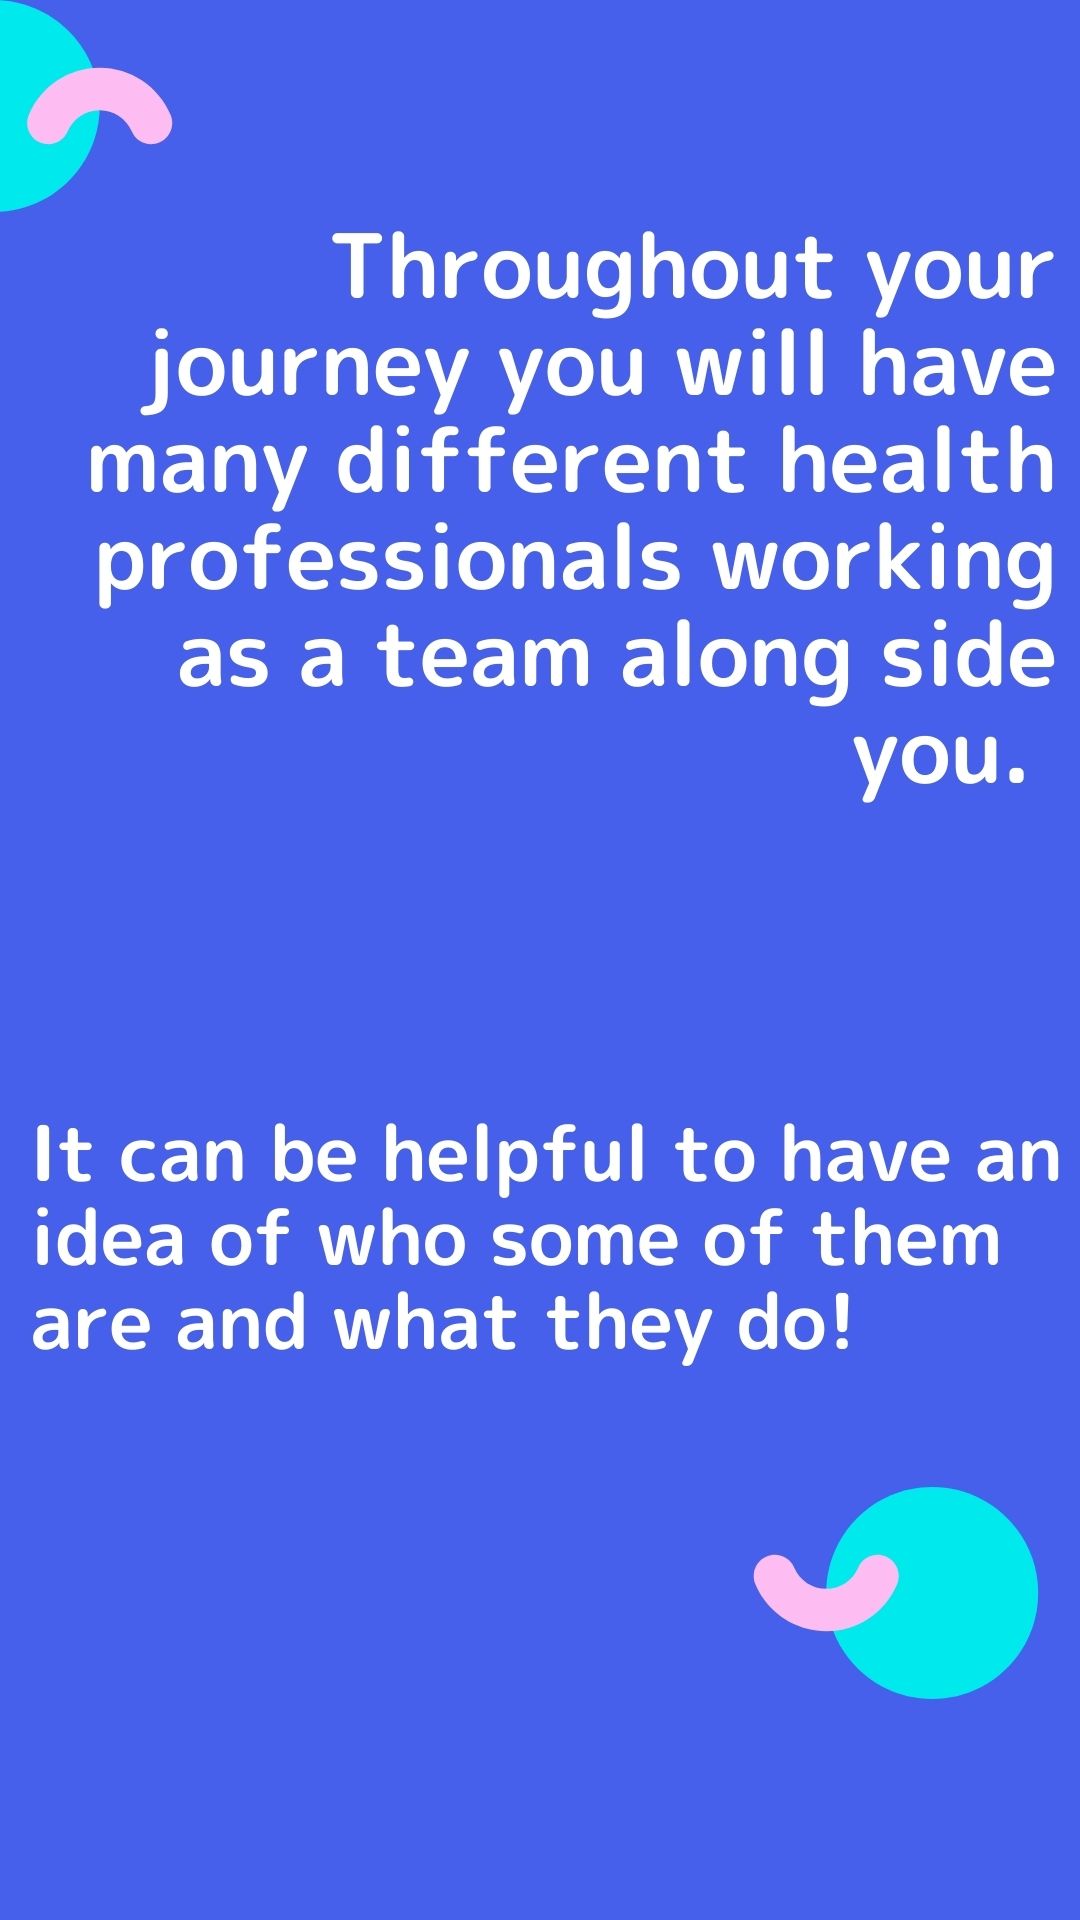 Throughout your
journey you will have
many different health
professionals working
as a team along side
you.
It can be helpful to have an
idea of who some of them
are and what they do!